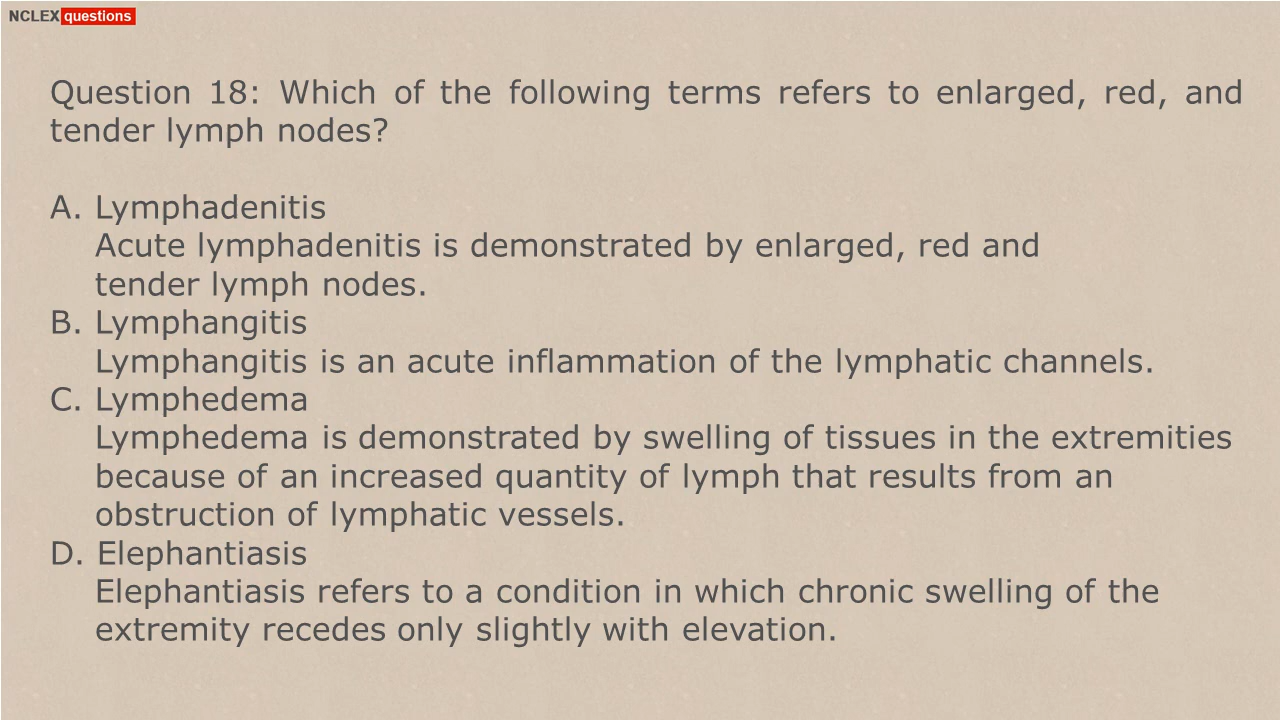 NCLEX questions
Question 18: Which of the following terms refers to enlarged, red, and
tender lymph nodes?
A. Lymphadenitis
Acute lymphadenitis is demonstrated by enlarged, red and
tender lymph nodes.
B. Lymphangitis
Lymphangitis is an acute inflammation of the lymphatic channels.
C. Lymphedema
Lymphedema is demonstrated by swelling of tissues in the extremities
because of an increased quantity of lymph that results from an
obstruction of lymphatic vessels.
D. Elephantiasis
Elephantiasis refers to a condition in which chronic swelling of the
extremity recedes only slightly with elevation.